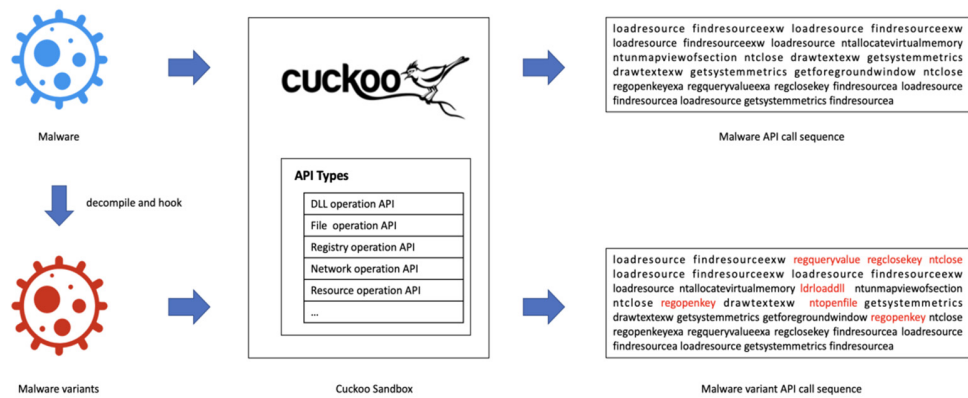 loadresource findresourceexw loadresource findresourceexw
loadresource findresourceexw loadresource ntallocatevirtualmemory
ntunmapviewofsection ntclose drawtextexw getsystemmetrics
drawtextexw getsystemmetrics getforegroundwindow ntclose
regopenkeyexa regqueryvalueexa regclosekey findresourcea loadresource
findresourcea loadresource getsystemmetrics findresourcea
Malware
cuckoo
Malware API call sequence
API Types
DLL operation API
File operation API
Registry operation API
Network operation API
Resource operation API
...
decompile and hook
loadresource findresourceexw regqueryvalue regclosekey ntclose
loadresource findresourceexw loadresource findresourceexw
loadresource ntallocatevirtualmemory ldrloaddll ntunmapviewofsection
ntclose regopenkey drawtextexw ntopenfile getsystemmetrics
drawtextexw getsystemmetrics getforegroundwindow regopenkey ntclose
regopenkeyexa regqueryvalueexa regclosekey findresourcea loadresource
findresourcea loadresource getsystemmetrics findresourcea
Malware variants
Cuckoo Sandbox
Malware variant API call sequence